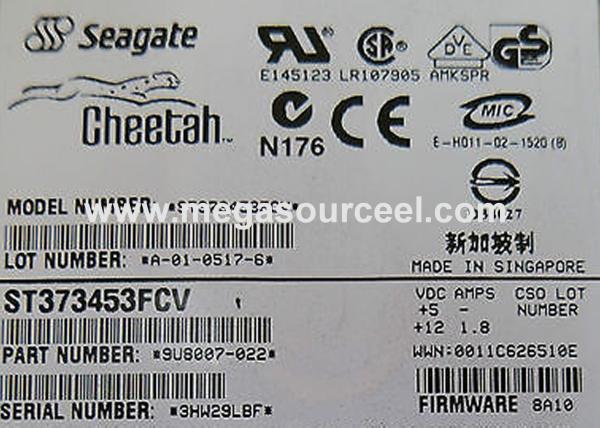 Seagate
E145123 LR107905 AMKSPR
Cheetah™
N176
E-H011-02-1520 (B)
MODEL NUMBER:
www.megasourceel.com
新加坡制
LOT NUMBER: *A-01-0517-6*
MADE IN SINGAPORE
ST373453FCV
VDC AMPS CSO LOT
+5 - NUMBER
+12 1.8
PART NUMBER: *9U8007-022*
WWN:0011C626510E
SERIAL NUMBER: *3HW29LBF*
FIRMWARE 8A10